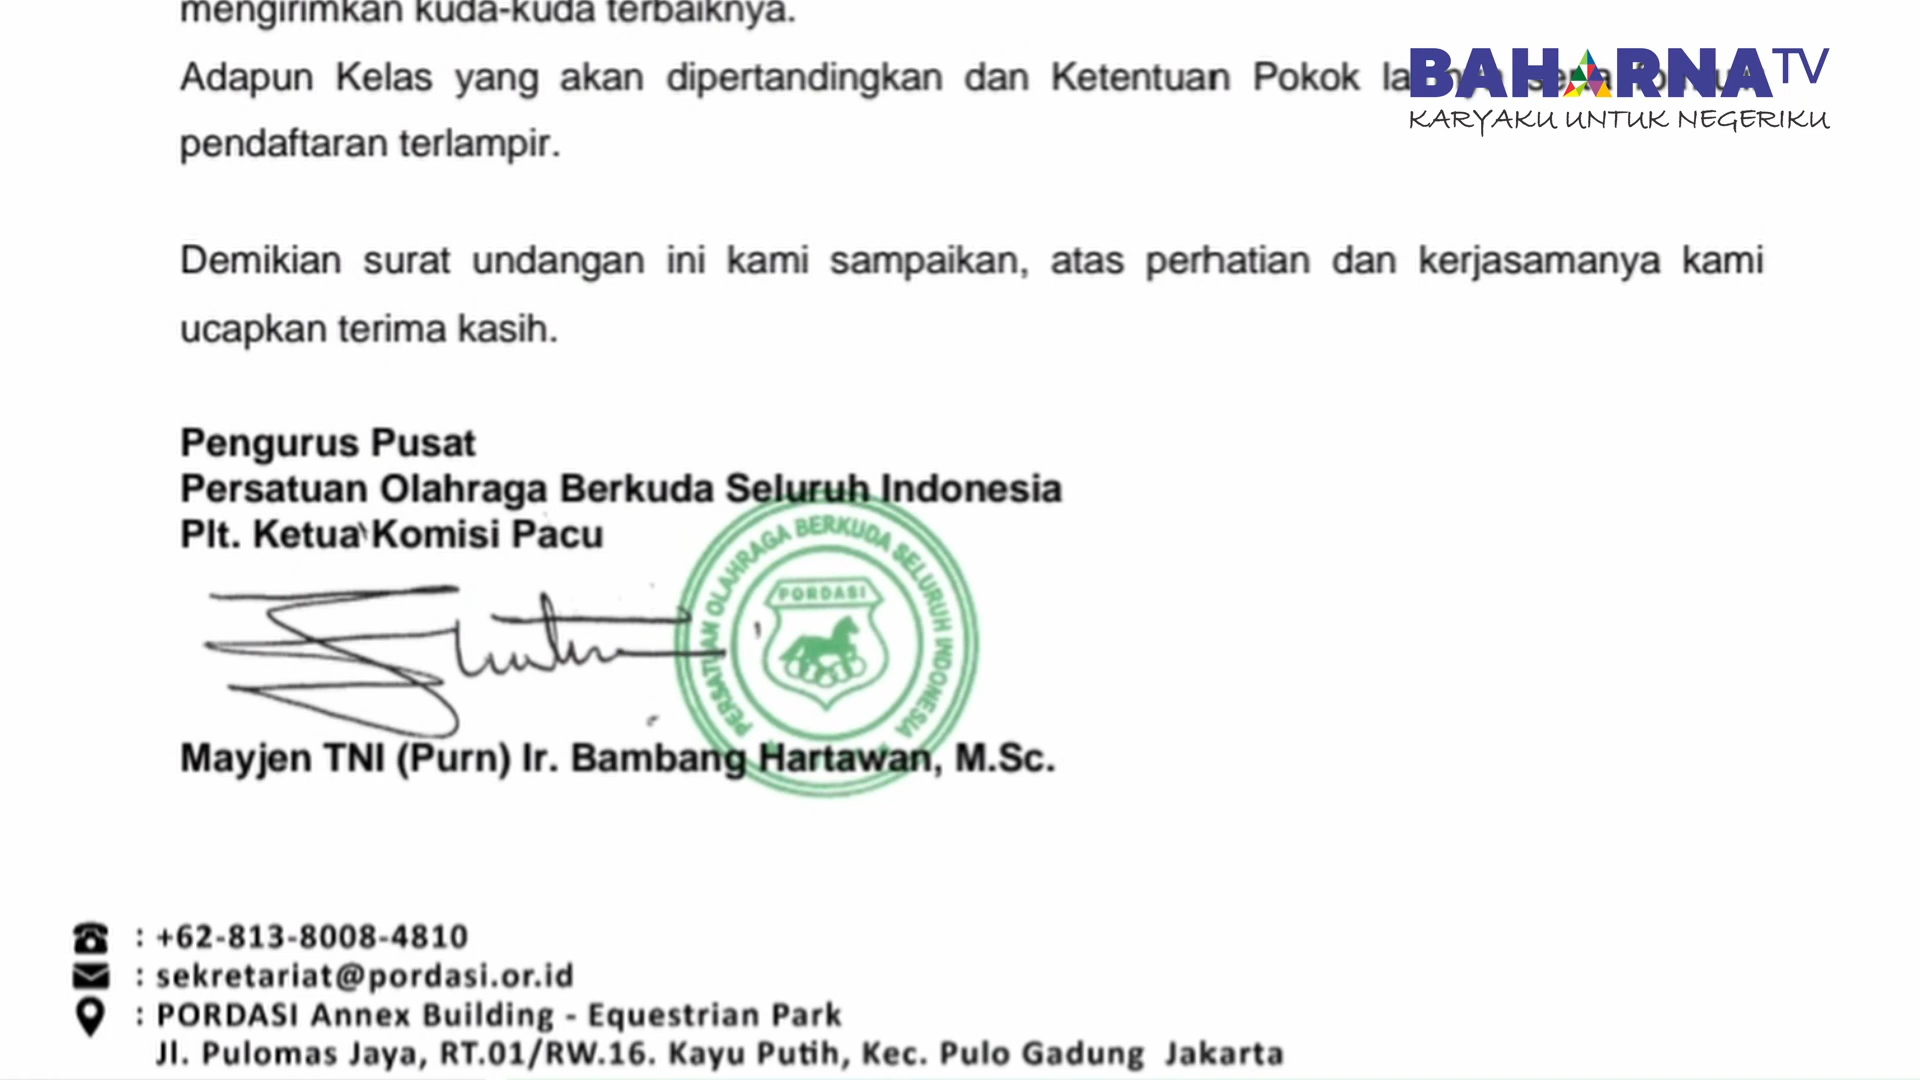 mengirimkan kuda-kuda terbaiknya.
Adapun Kelas yang akan dipertandingkan dan Ketentuan Pokok
pendaftaran terlampir.
BAHARNA TV
KARYAKU UNTUK NEGERIKU
Demikian surat undangan ini kami sampaikan, atas perhatian dan kerjasamanya kami
ucapkan terima kasih.
Pengurus Pusat
Persatuan Olahraga Berkuda Seluruh Indonesia
Plt. Ketua Komisi Pacu
PERSATUAN OLAHRAGA BERKUDA SELURUH INDONESIA
PORDASI
Mayjen TNI (Purn) Ir. Bambang Hartawan, M.Sc.
: +62-813-8008-4810
: sekretariat@pordasi.or.id
: PORDASI Annex Building - Equestrian Park
Jl. Pulomas Jaya, RT.01/RW.16. Kayu Putih, Kec. Pulo Gadung Jakarta